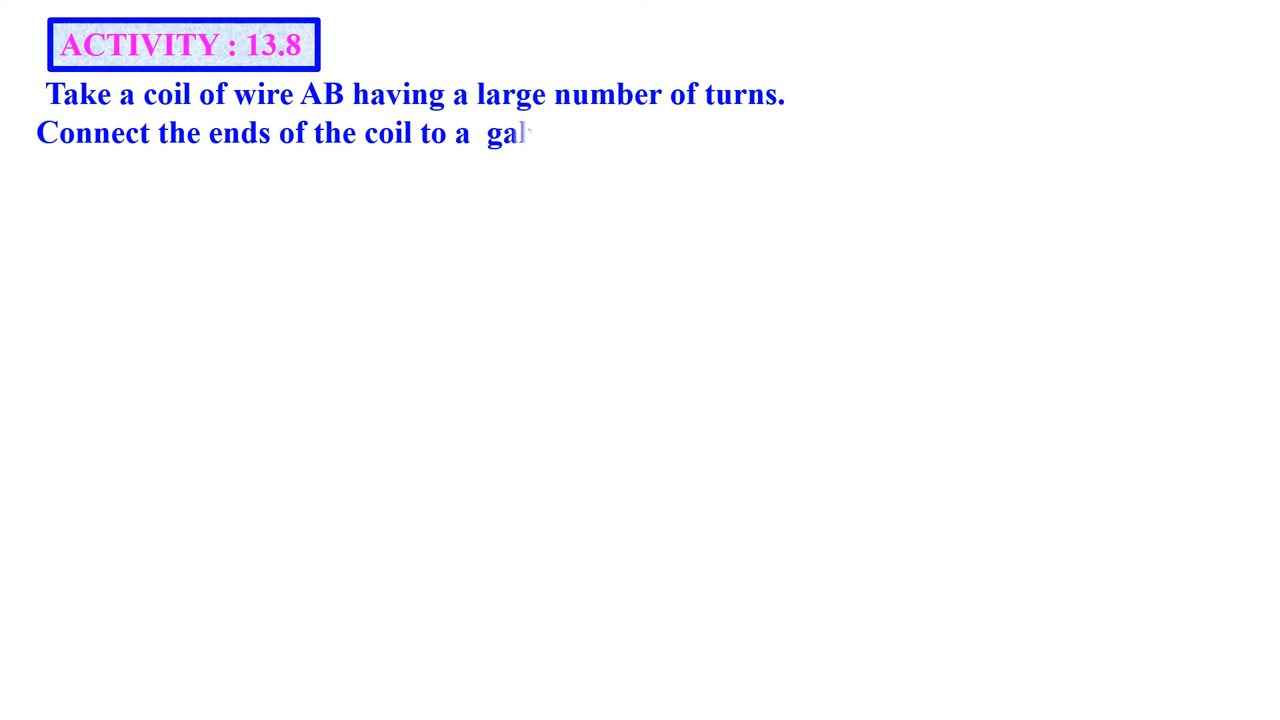 ACTIVITY : 13.8
Take a coil of wire AB having a large number of turns.
Connect the ends of the coil to a